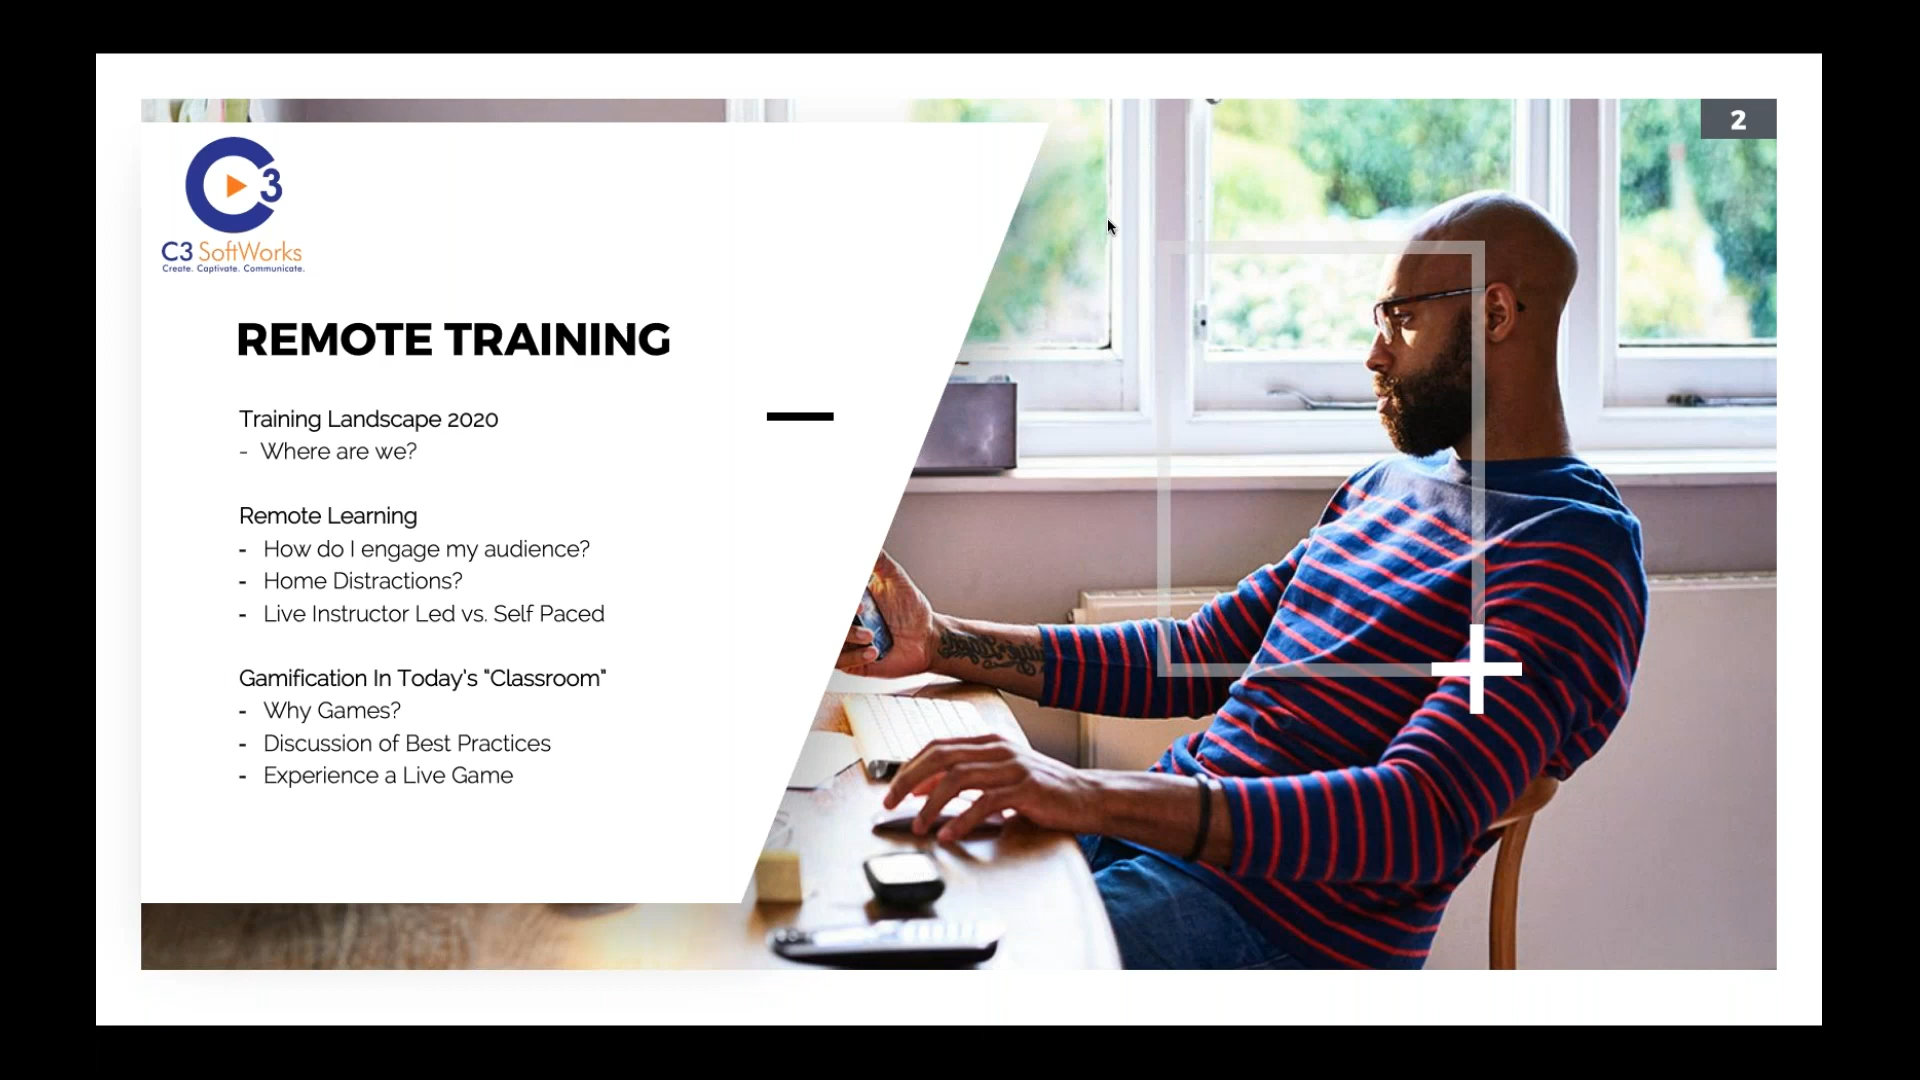 2
C3
C3 SoftWorks
Create. Captivate. Communicate.
REMOTE TRAINING
Training Landscape 2020
- Where are we?
Remote Learning
- How do I engage my audience?
- Home Distractions?
- Live Instructor Led vs. Self Paced
Gamification In Today's "Classroom"
- Why Games?
- Discussion of Best Practices
- Experience a Live Game